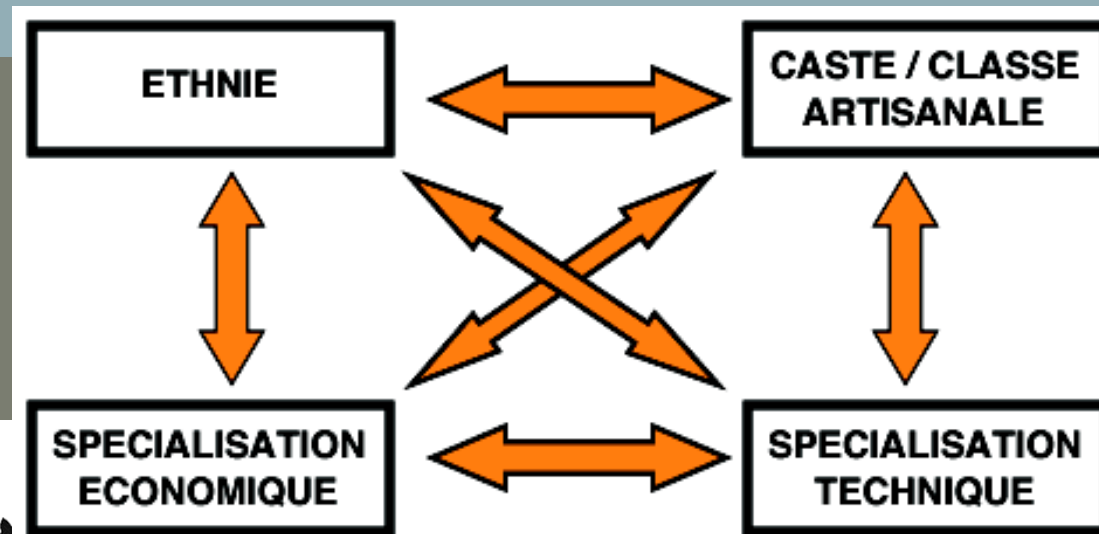 ETHNIE
CASTE / CLASSE
ARTISANALE
SPECIALISATION
ECONOMIQUE
SPECIALISATION
TECHNIQUE